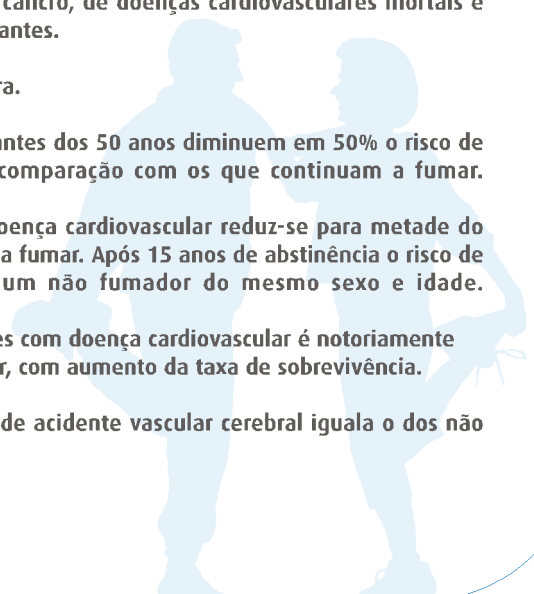 cancro, de doenças cardiovasculares mortais e
antes.
ra.
antes dos 50 anos diminuem em 50% o risco de
comparação com os que continuam a fumar.
oença cardiovascular reduz-se para metade do
a fumar. Após 15 anos de abstinência o risco de
um não fumador do mesmo sexo e idade.
es com doença cardiovascular é notoriamente
r, com aumento da taxa de sobrevivência.
de acidente vascular cerebral iguala o dos não